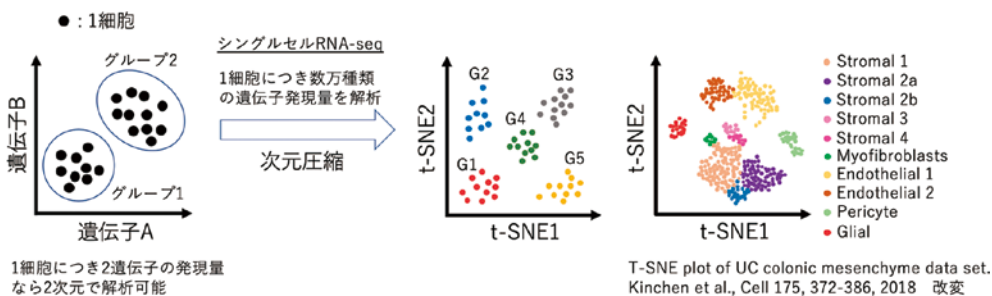 ● : 1細胞
グループ2
グループ1
遺伝子B
遺伝子A
1細胞につき2遺伝子の発現量
なら2次元で解析可能
シングルセルRNA-seq
1細胞につき数万種類
の遺伝子発現量を解析
次元圧縮
G2
G3
G4
G1
G5
t-SNE2
t-SNE1
t-SNE2
t-SNE1
Stromal 1
Stromal 2a
Stromal 2b
Stromal 3
Stromal 4
Myofibroblasts
Endothelial 1
Endothelial 2
Pericyte
Glial
T-SNE plot of UC colonic mesenchyme data set.
Kinchen et al., Cell 175, 372-386, 2018 改変